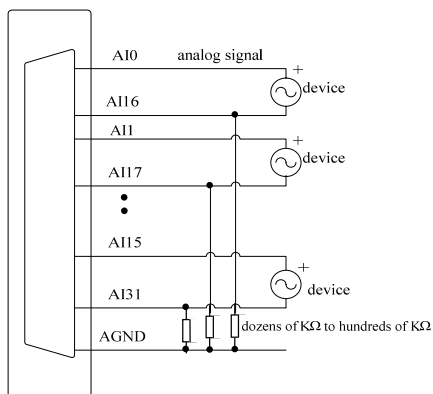 AI0 analog signal
+
device
AI16
AI1
+
device
AI17
AI15
+
device
AI31
dozens of KΩ to hundreds of KΩ
AGND